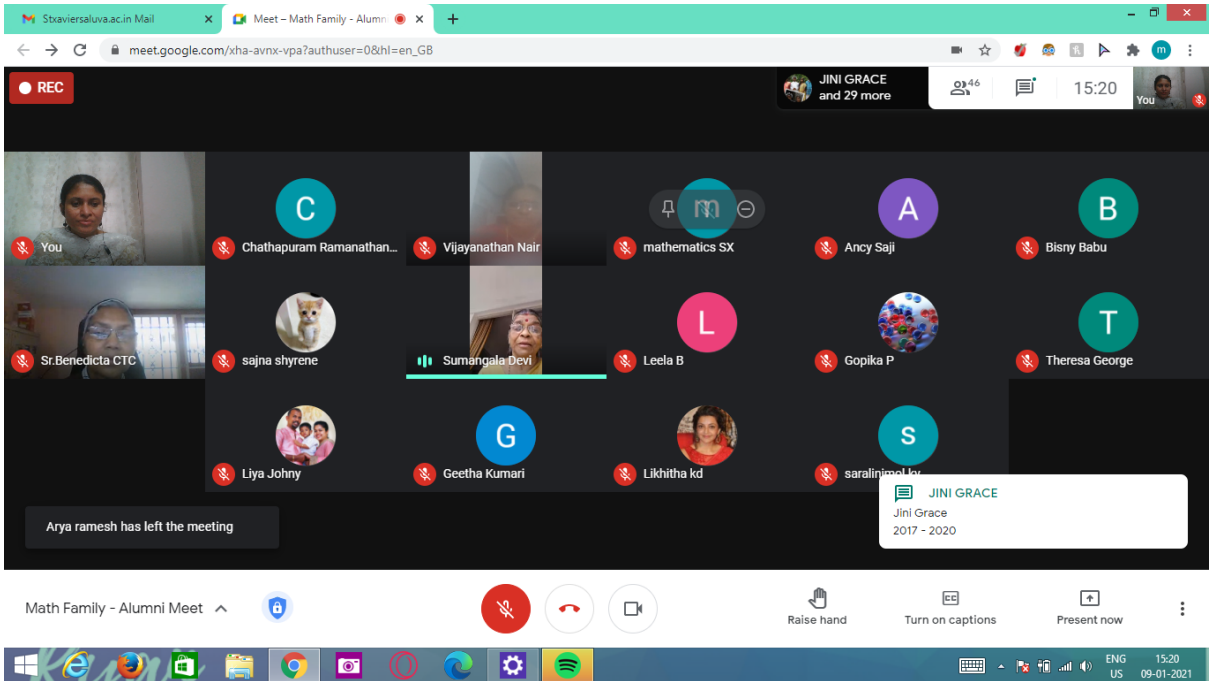 Stxaviersaluva.ac.in Mail
Meet – Math Family - Alumn
meet.google.com/xha-avnx-vpa?authuser=0&hl=en_GB
REC
JINI GRACE
and 29 more
46
15:20
You
You
C
Chathapuram Ramanathan...
Vijayanathan Nair
m
mathematics SX
A
Ancy Saji
B
Bisny Babu
Sr.Benedicta CTC
sajna shyrene
Sumangala Devi
L
Leela B
Gopika P
T
Theresa George
Liya Johny
G
Geetha Kumari
Likhitha kd
s
saralinimol kv
JINI GRACE
Jini Grace
2017 - 2020
Arya ramesh has left the meeting
Math Family - Alumni Meet
Raise hand
CC
Turn on captions
Present now
ENG
US
15:20
09-01-2021